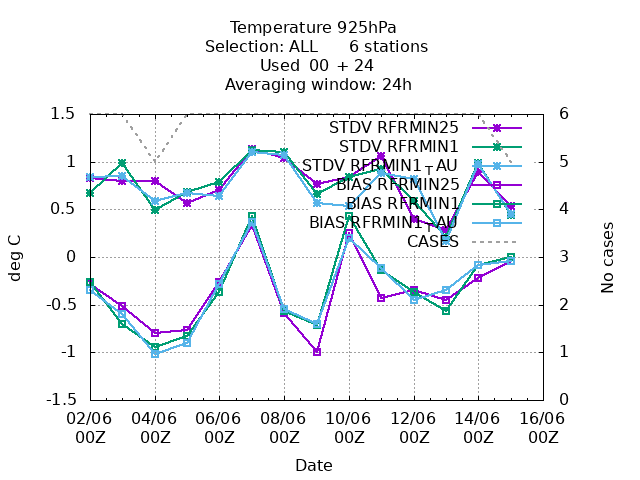 Temperature 925hPa
Selection: ALL      6 stations
Used  00  + 24
Averaging window: 24h
1.5
1
0.5
0
-0.5
-1
-1.5
deg C
6
5
4
3
2
1
0
No cases
STDV RFRMIN25
STDV RFRMIN1
STDV RFRMIN1_TAU
BIAS RFRMIN25
BIAS RFRMIN1
BIAS RFRMIN1_TAU
CASES
02/06 04/06 06/06 08/06 10/06 12/06 14/06 16/06
00Z 00Z 00Z 00Z 00Z 00Z 00Z 00Z
Date